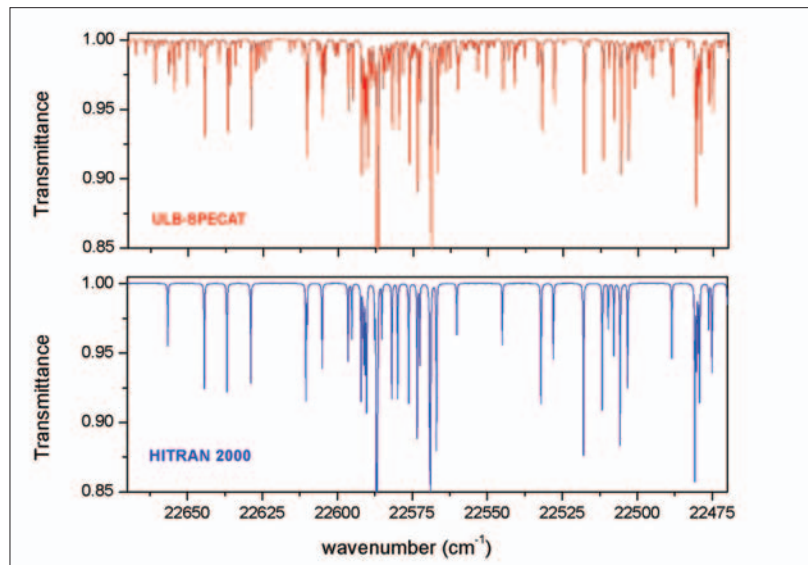 1.00
0.95
0.90
0.85
Transmittance
ULB-SPECAT
1.00
0.95
0.90
0.85
Transmittance
HITRAN 2000
22650 22625 22600 22575 22550 22525 22500 22475
wavenumber (cm-1)